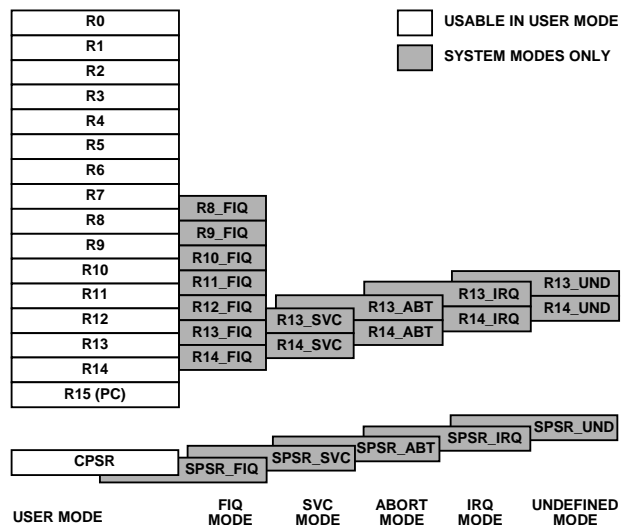 R0
R1
R2
R3
R4
R5
R6
R7
R8
R9
R10
R11
R12
R13
R14
R15 (PC)
R8_FIQ
R9_FIQ
R10_FIQ
R11_FIQ
R12_FIQ
R13_FIQ
R14_FIQ
R13_SVC
R14_SVC
R13_ABT
R14_ABT
R13_IRQ
R14_IRQ
R13_UND
R14_UND
USABLE IN USER MODE
SYSTEM MODES ONLY
CPSR
SPSR_FIQ
SPSR_SVC
SPSR_ABT
SPSR_IRQ
SPSR_UND
USER MODE
FIQ
MODE
SVC
MODE
ABORT
MODE
IRQ
MODE
UNDEFINED
MODE